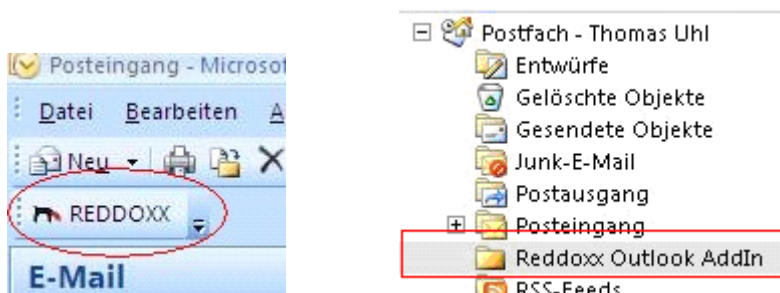 Posteingang - Microsof
Datei Bearbeiten A
Neu
REDDOXX
E-Mail
Postfach - Thomas Uhl
Entwürfe
Gelöschte Objekte
Gesendete Objekte
Junk-E-Mail
Postausgang
Posteingang
Reddoxx Outlook AddIn
RSS-Feeds